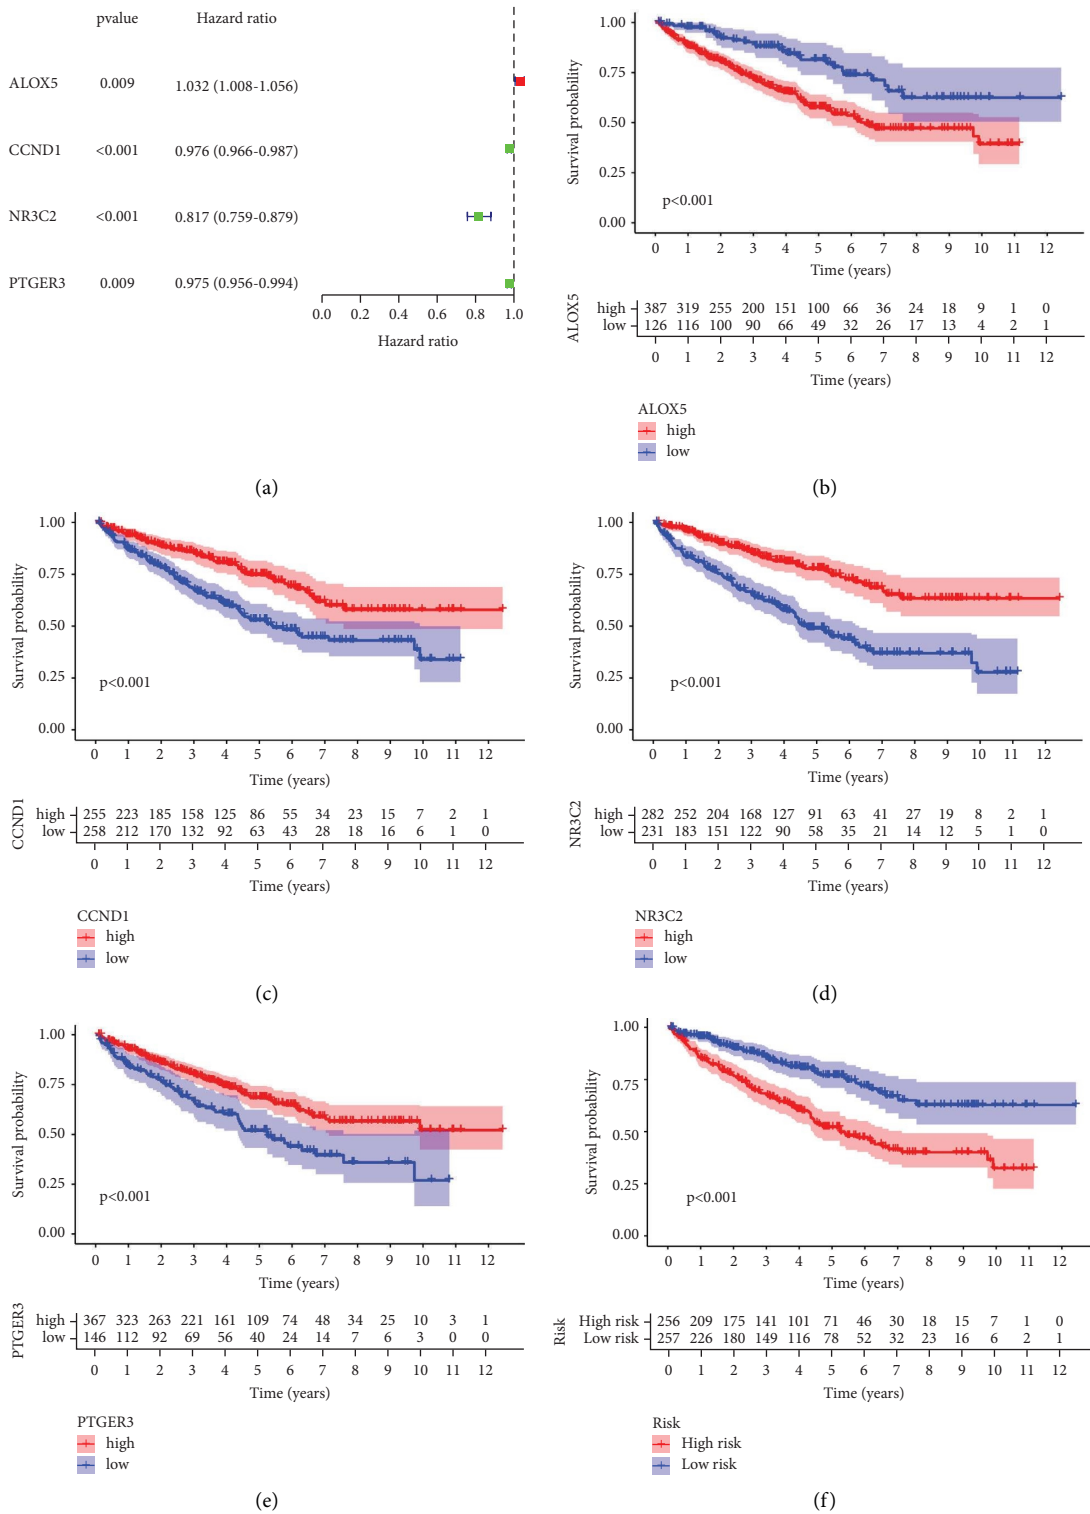 pvalue Hazard ratio
ALOX5 0.009 1.032 (1.008-1.056)
CCND1 <0.001 0.976 (0.966-0.987)
NR3C2 <0.001 0.817 (0.759-0.879)
PTGER3 0.009 0.975 (0.956-0.994)
0.0 0.2 0.4 0.6 0.8 1.0
Hazard ratio
(a)
Survival probability
1.00
0.75
0.50
0.25
0.00
p<0.001
0 1 2 3 4 5 6 7 8 9 10 11 12
Time (years)
ALOX5
high 387 319 255 200 151 100 66 36 24 18 9 1 0
low 126 116 100 90 66 49 32 26 17 13 4 2 1
0 1 2 3 4 5 6 7 8 9 10 11 12
Time (years)
ALOX5
high
low
(b)
Survival probability
1.00
0.75
0.50
0.25
0.00
p<0.001
0 1 2 3 4 5 6 7 8 9 10 11 12
Time (years)
CCND1
high 255 223 185 158 125 86 55 34 23 15 7 2 1
low 258 212 170 132 92 63 43 28 18 16 6 1 0
0 1 2 3 4 5 6 7 8 9 10 11 12
Time (years)
CCND1
high
low
(c)
Survival probability
1.00
0.75
0.50
0.25
0.00
p<0.001
0 1 2 3 4 5 6 7 8 9 10 11 12
Time (years)
NR3C2
high 282 252 204 168 127 91 63 41 27 19 8 2 1
low 231 183 151 122 90 58 35 21 14 12 5 1 0
0 1 2 3 4 5 6 7 8 9 10 11 12
Time (years)
NR3C2
high
low
(d)
Survival probability
1.00
0.75
0.50
0.25
0.00
p<0.001
0 1 2 3 4 5 6 7 8 9 10 11 12
Time (years)
PTGER3
high 367 323 263 221 161 109 74 48 34 25 10 3 1
low 146 112 92 69 56 40 24 14 7 6 3 0 0
0 1 2 3 4 5 6 7 8 9 10 11 12
Time (years)
PTGER3
high
low
(e)
Survival probability
1.00
0.75
0.50
0.25
0.00
p<0.001
0 1 2 3 4 5 6 7 8 9 10 11 12
Time (years)
Risk
High risk 256 209 175 141 101 71 46 30 18 15 7 1 0
Low risk 257 226 180 149 116 78 52 32 23 16 6 2 1
0 1 2 3 4 5 6 7 8 9 10 11 12
Time (years)
Risk
High risk
Low risk
(f)